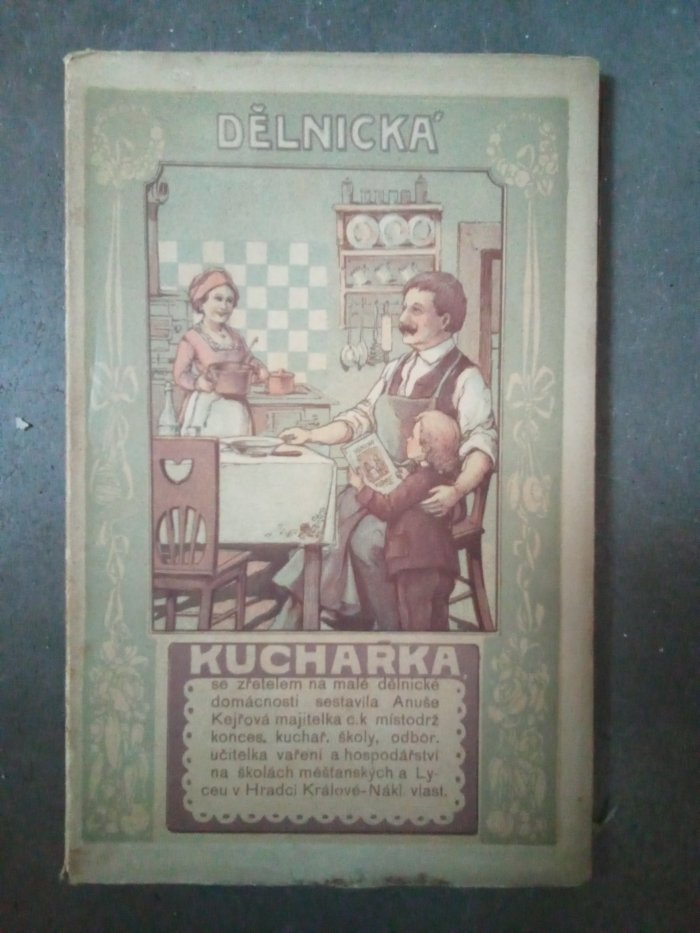 DĚLNICKÁ
KUCHAŘKA,
se zřetelem na malé dělnické
domácnosti sestavila Anuše
Kejřová majitelka c.k místodrž
konces. kuchař. školy, odbor.
učitelka vaření a hospodářství
na školách měšťanských a Ly-
ceu v Hradci Králové-Nákl. vlast.